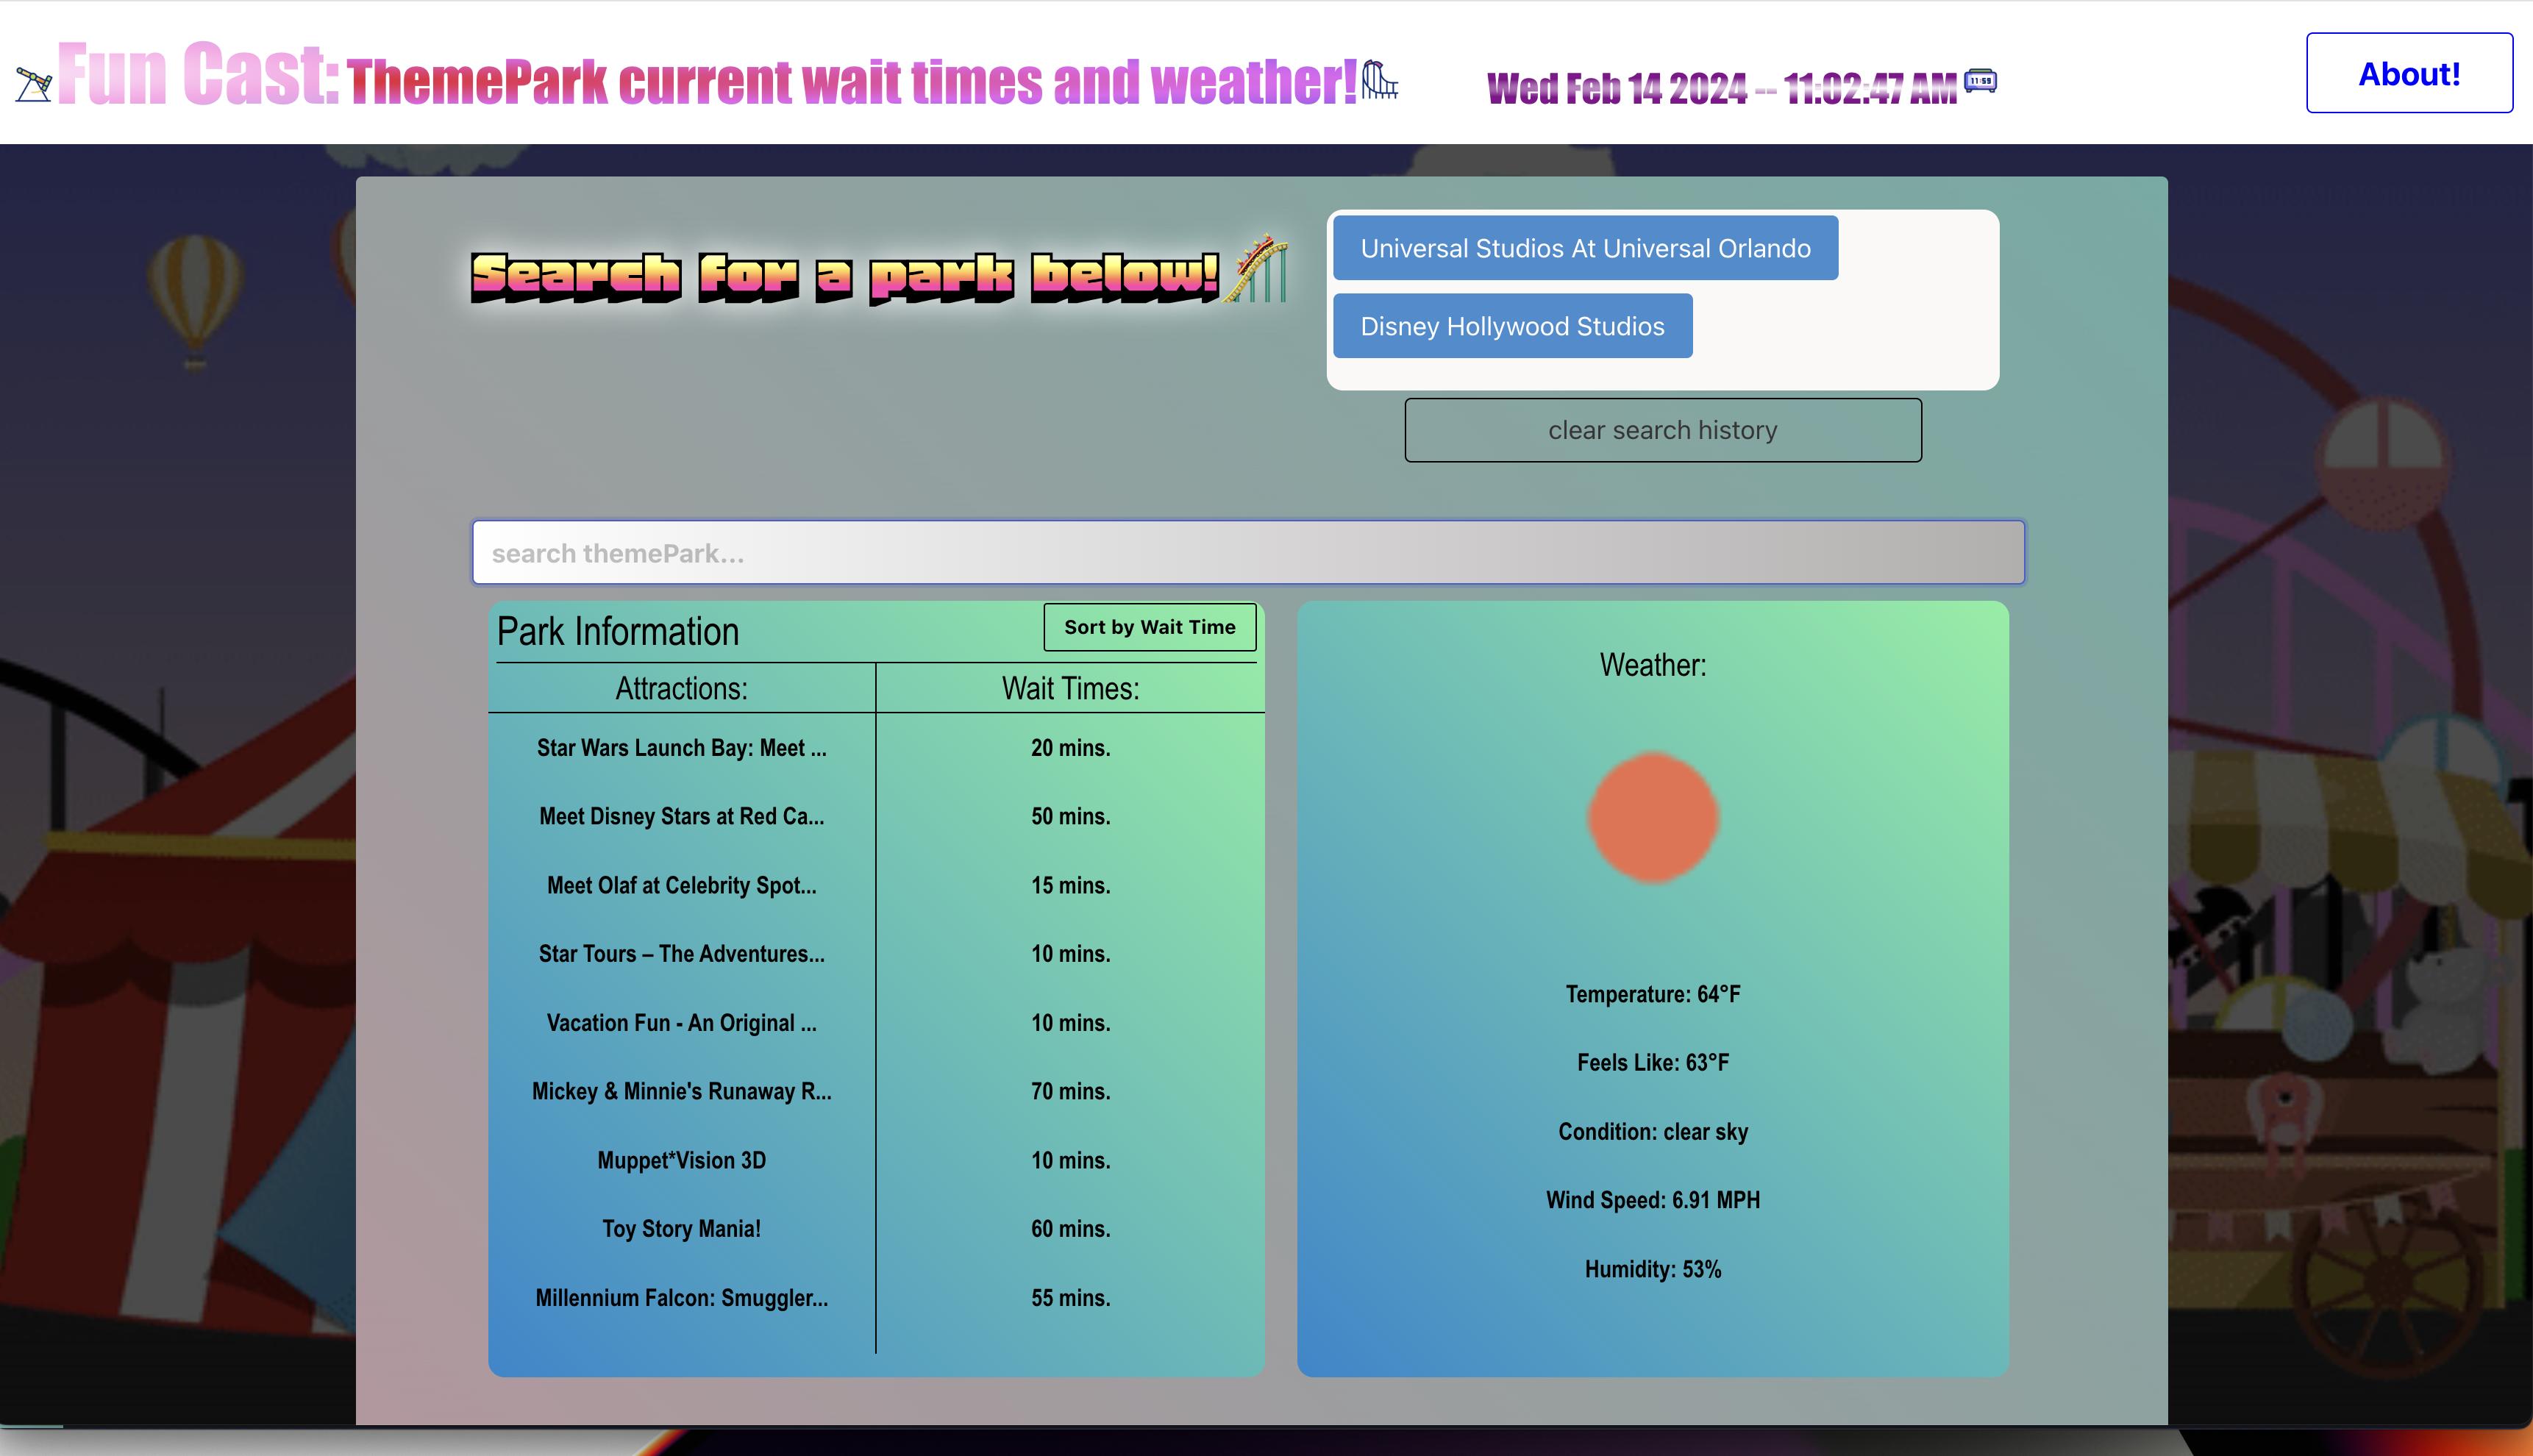 Fun Cast: ThemePark current wait times and weather!
Wed Feb 14 2024 -- 11:02:47 AM
11:59
About!
Search for a park below!
Universal Studios At Universal Orlando
Disney Hollywood Studios
clear search history
search themePark...
Park Information
Sort by Wait Time
Attractions: Wait Times:
Star Wars Launch Bay: Meet ... 20 mins.
Meet Disney Stars at Red Ca... 50 mins.
Meet Olaf at Celebrity Spot... 15 mins.
Star Tours – The Adventures... 10 mins.
Vacation Fun - An Original ... 10 mins.
Mickey & Minnie's Runaway R... 70 mins.
Muppet*Vision 3D 10 mins.
Toy Story Mania! 60 mins.
Millennium Falcon: Smuggler... 55 mins.
Weather:
Temperature: 64°F
Feels Like: 63°F
Condition: clear sky
Wind Speed: 6.91 MPH
Humidity: 53%